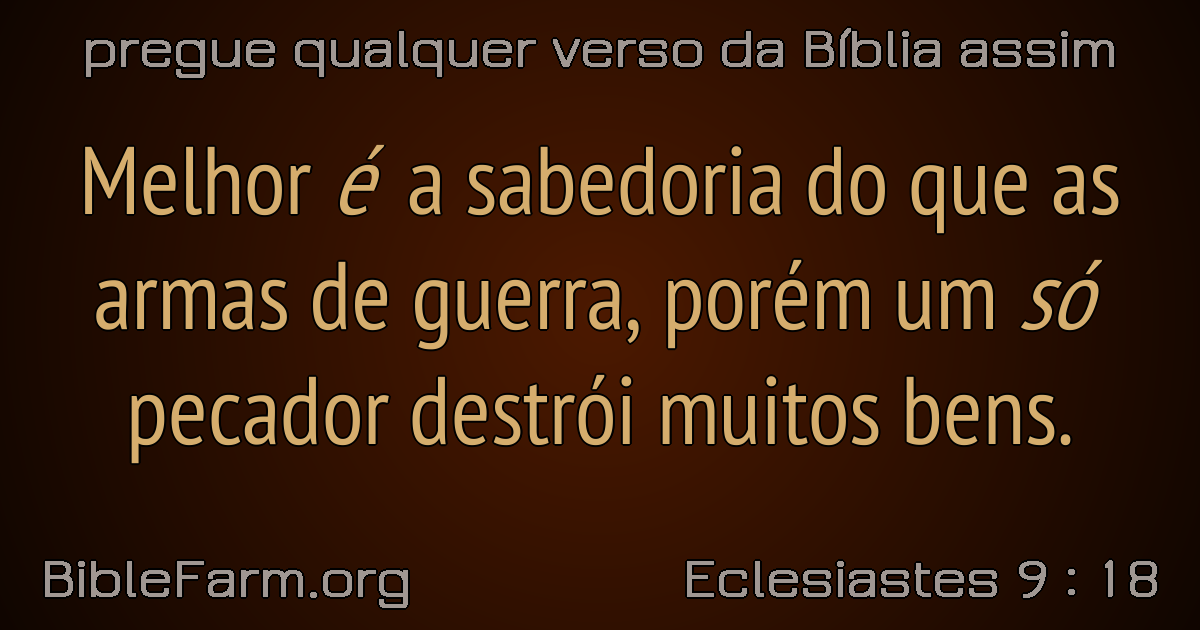 pregue qualquer verso da Bíblia assim
Melhor é a sabedoria do que as
armas de guerra, porém um só
pecador destrói muitos bens.
BibleFarm.org
Eclesiastes 9 : 18